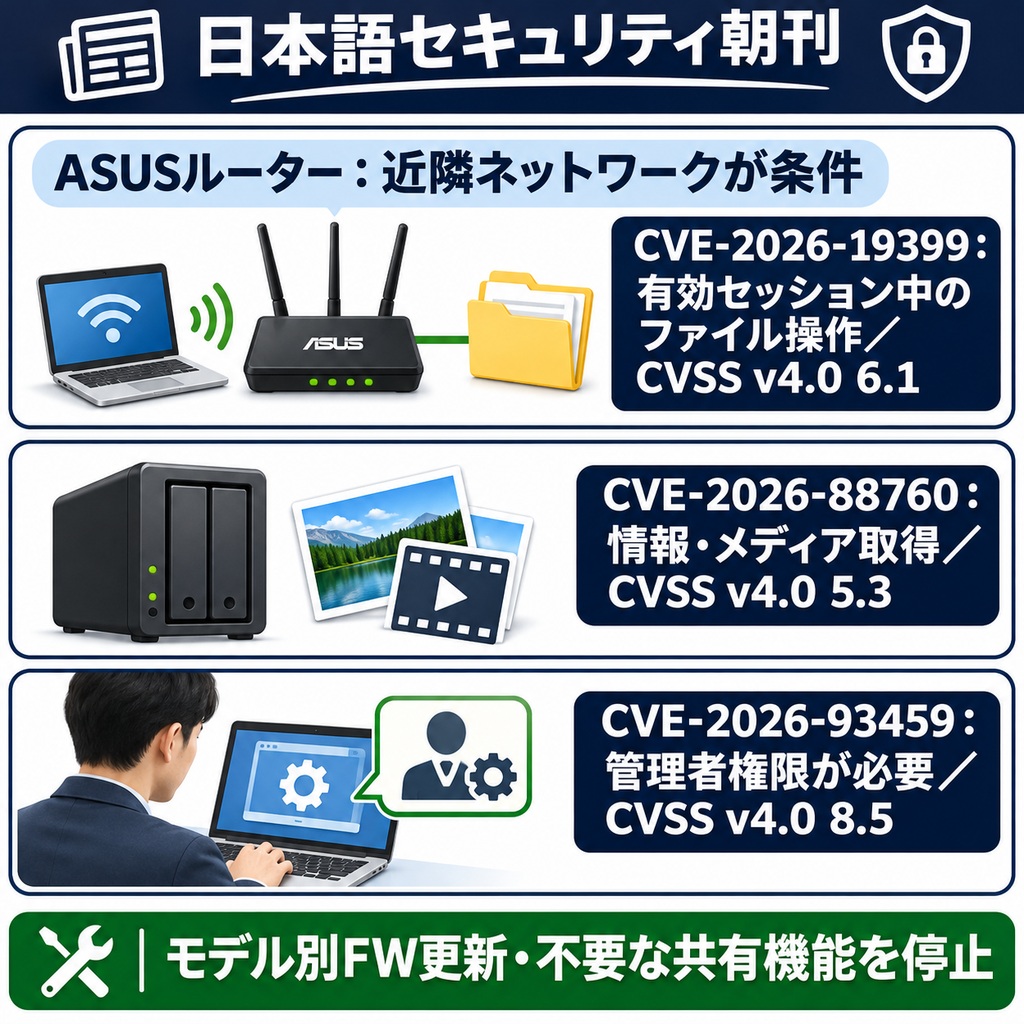 日本語セキュリティ朝刊
ASUSルーター：近隣ネットワークが条件
ASUS
CVE-2026-19399：
有効セッション中の
ファイル操作／
CVSS v4.0 6.1
CVE-2026-88760：
情報・メディア取得／
CVSS v4.0 5.3
CVE-2026-93459：
管理者権限が必要／
CVSS v4.0 8.5
モデル別FW更新・不要な共有機能を停止